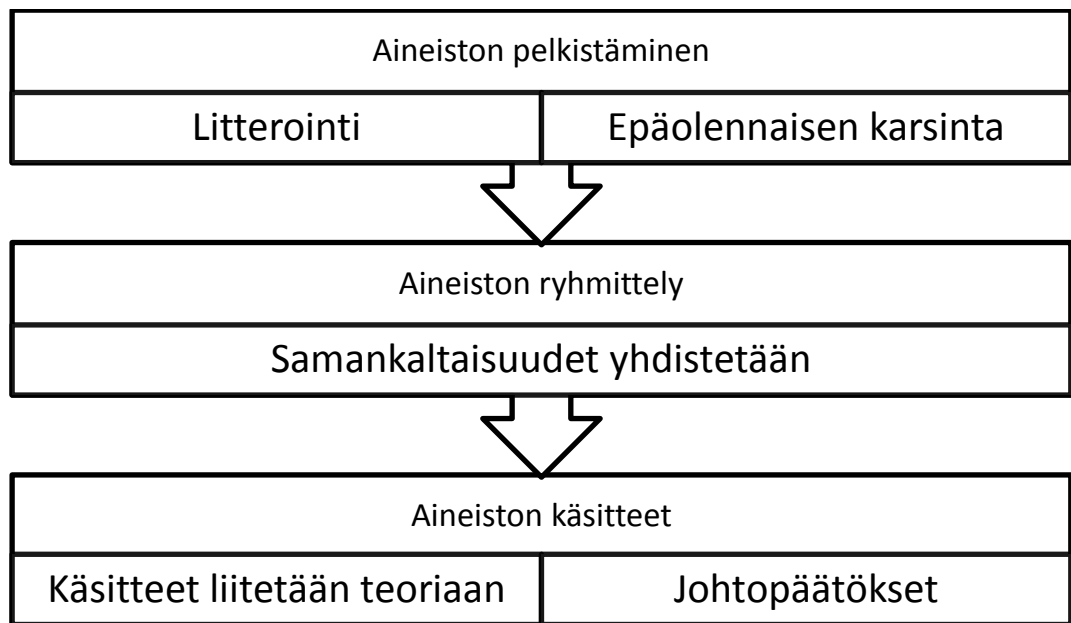 Aineiston pelkistäminen
Litterointi
Epäolennaisen karsinta
Aineiston ryhmittely
Samankaltaisuudet yhdistetään
Aineiston käsitteet
Käsitteet liitetään teoriaan
Johtopäätökset